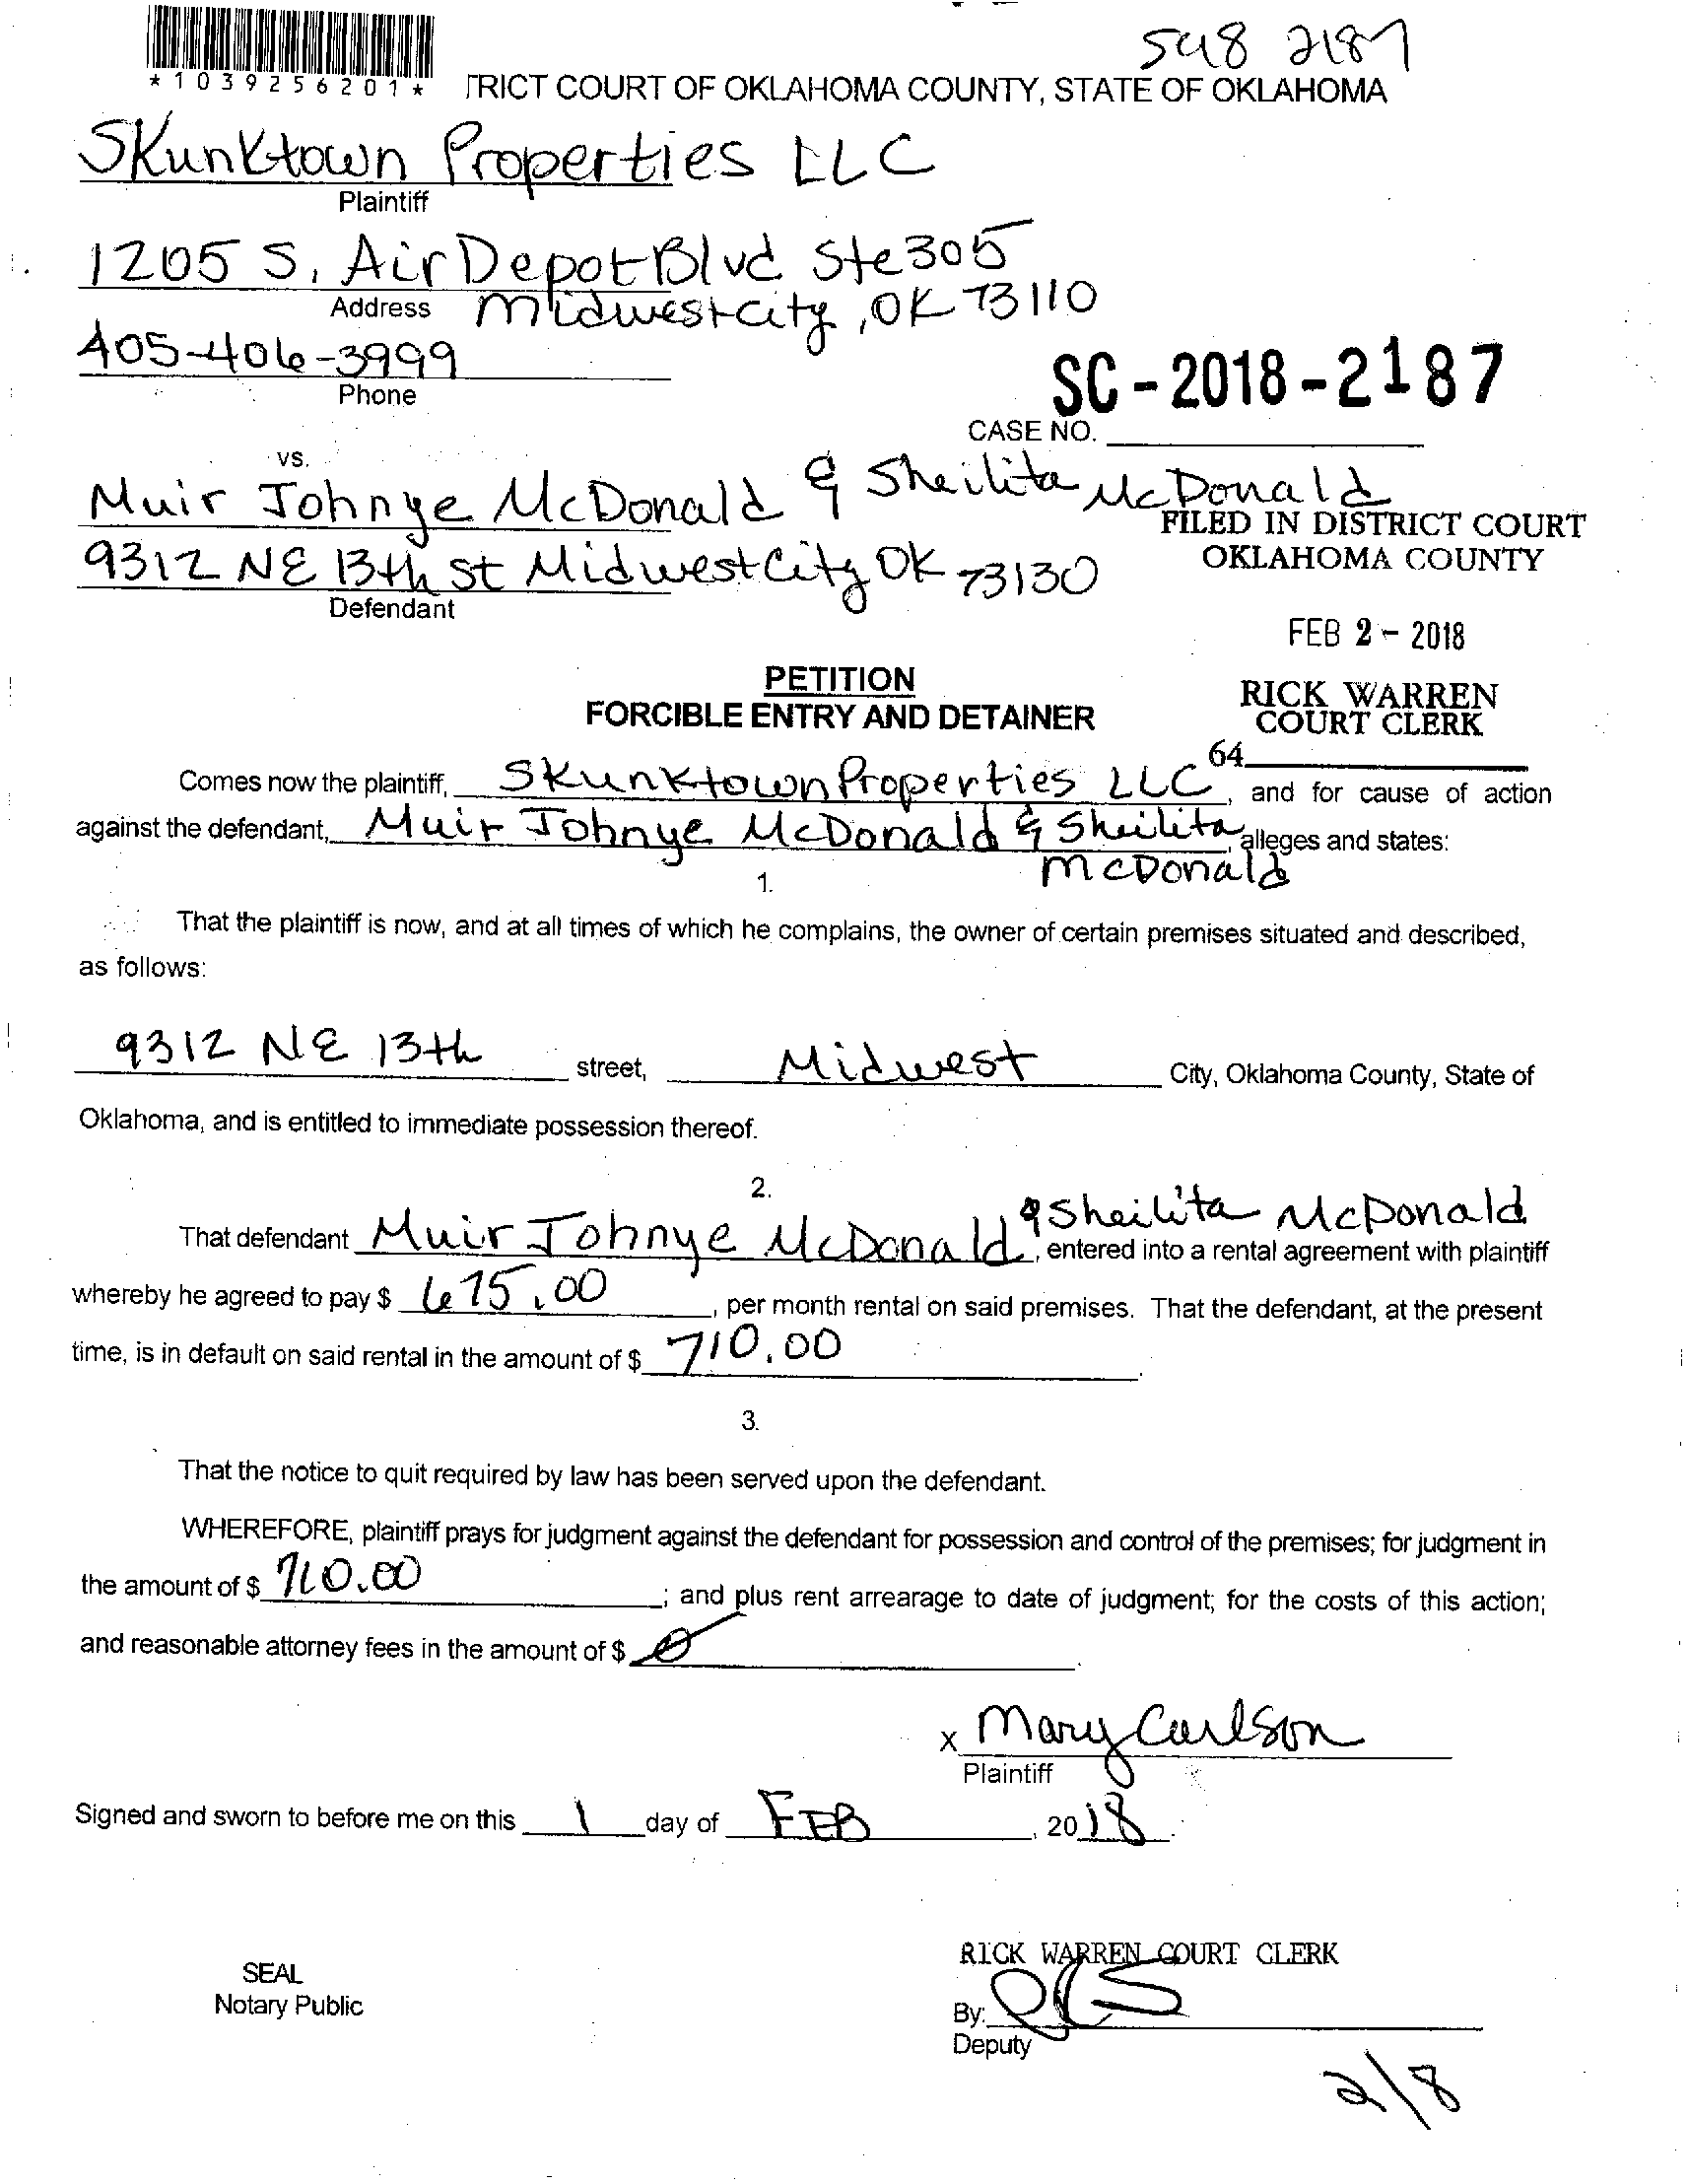 548 2187
*1039256201*
TRICT COURT OF OKLAHOMA COUNTY, STATE OF OKLAHOMA
Skunktown Properties LLC
Plaintiff
1205 S. Air Depot Blvd Ste 305
Address Midwest City, OK 73110
405-406-3999
Phone
SC-2018-2187
CASE NO.
vs.
Muir Johnye McDonald & Sheilita McDonald
FILED IN DISTRICT COURT
9312 NE 13th St Midwest City OK 73130
OKLAHOMA COUNTY
Defendant
FEB 2 - 2018
PETITION
FORCIBLE ENTRY AND DETAINER
RICK WARREN
COURT CLERK
64
Comes now the plaintiff, Skunktown Properties LLC, and for cause of action
against the defendant, Muir Johnye McDonald & Sheilita, alleges and states:
McDonald
1.
That the plaintiff is now, and at all times of which he complains, the owner of certain premises situated and described,
as follows:
9312 NE 13th street, Midwest City, Oklahoma County, State of
Oklahoma, and is entitled to immediate possession thereof.
2.
That defendant Muir Johnye McDonald & Sheilita McDonald, entered into a rental agreement with plaintiff
whereby he agreed to pay $ 675.00, per month rental on said premises. That the defendant, at the present
time, is in default on said rental in the amount of $ 710.00.
3.
That the notice to quit required by law has been served upon the defendant.
WHEREFORE, plaintiff prays for judgment against the defendant for possession and control of the premises; for judgment in
the amount of $ 710.00; and plus rent arrearage to date of judgment; for the costs of this action;
and reasonable attorney fees in the amount of $ 0.
x Mary Carlson
Plaintiff
Signed and sworn to before me on this 1 day of FEB, 2018.
RICK WARREN COURT CLERK
SEAL
Notary Public
By:
Deputy
2/8